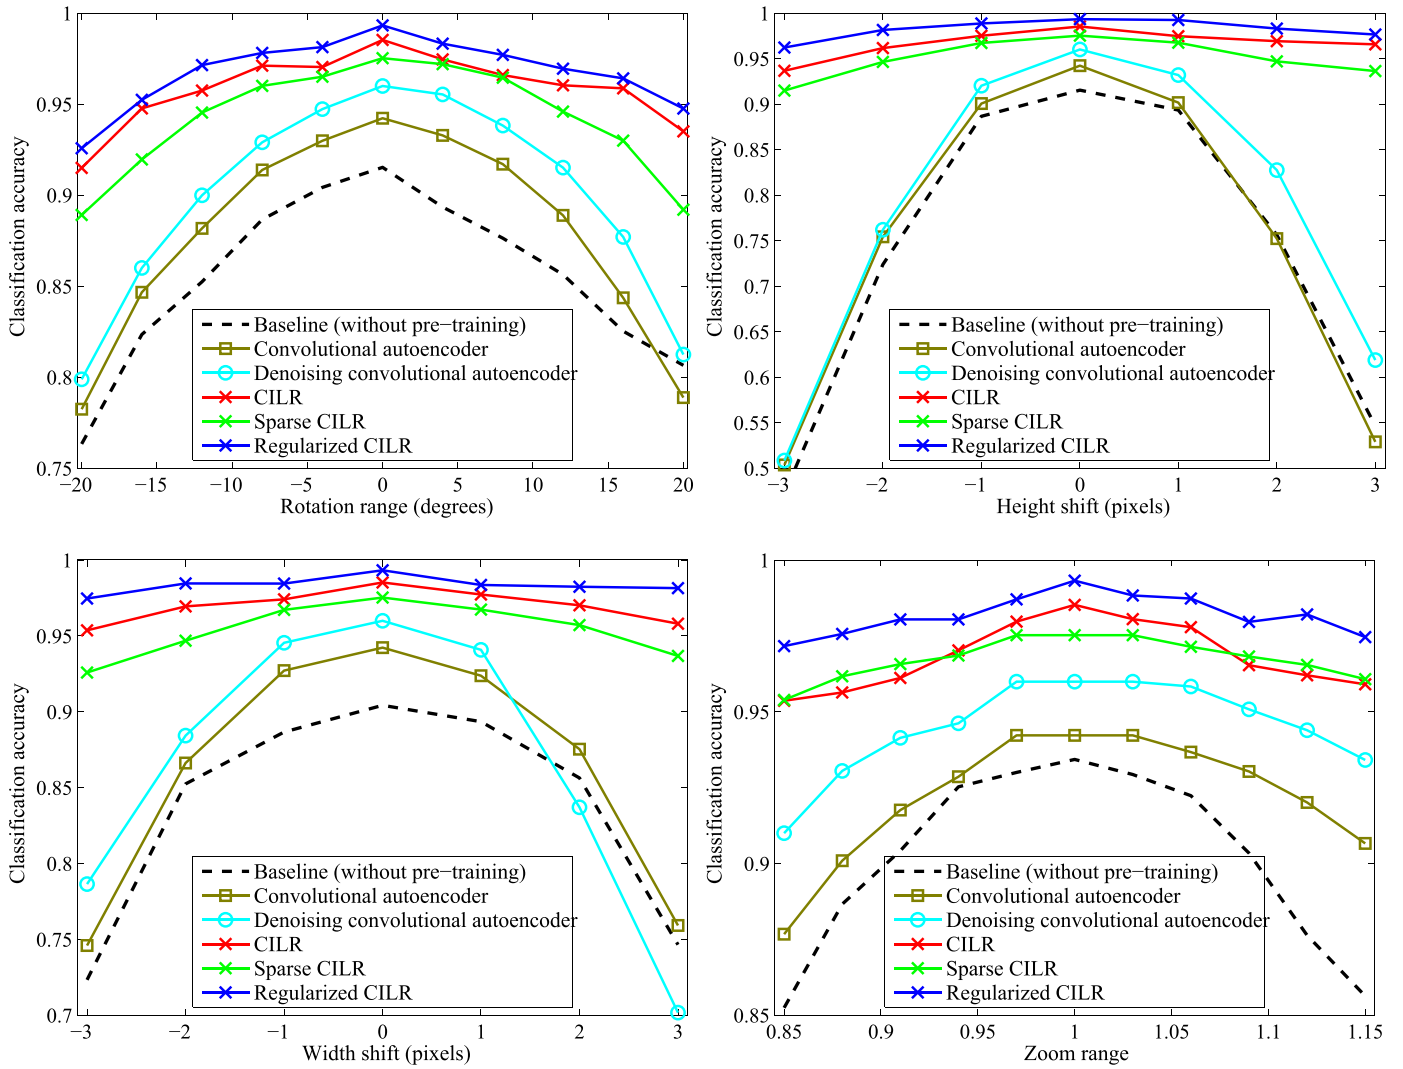 1
0.95
0.9
0.85
0.8
0.75
Classification accuracy
Baseline (without pre−training)
Convolutional autoencoder
Denoising convolutional autoencoder
CILR
Sparse CILR
Regularized CILR
−20 −15 −10 −5 0 5 10 15 20
Rotation range (degrees)
1
0.95
0.9
0.85
0.8
0.75
0.7
0.65
0.6
0.5
Classification accuracy
Baseline (without pre−training)
Convolutional autoencoder
Denoising convolutional autoencoder
CILR
Sparse CILR
Regularized CILR
−3 −2 −1 0 1 2 3
Height shift (pixels)
1
0.95
0.9
0.85
0.8
0.75
0.7
Classification accuracy
Baseline (without pre−training)
Convolutional autoencoder
Denoising convolutional autoencoder
CILR
Sparse CILR
Regularized CILR
−3 −2 −1 0 1 2 3
Width shift (pixels)
1
0.95
0.9
0.85
Classification accuracy
Baseline (without pre−training)
Convolutional autoencoder
Denoising convolutional autoencoder
CILR
Sparse CILR
Regularized CILR
0.85 0.9 0.95 1 1.05 1.1 1.15
Zoom range